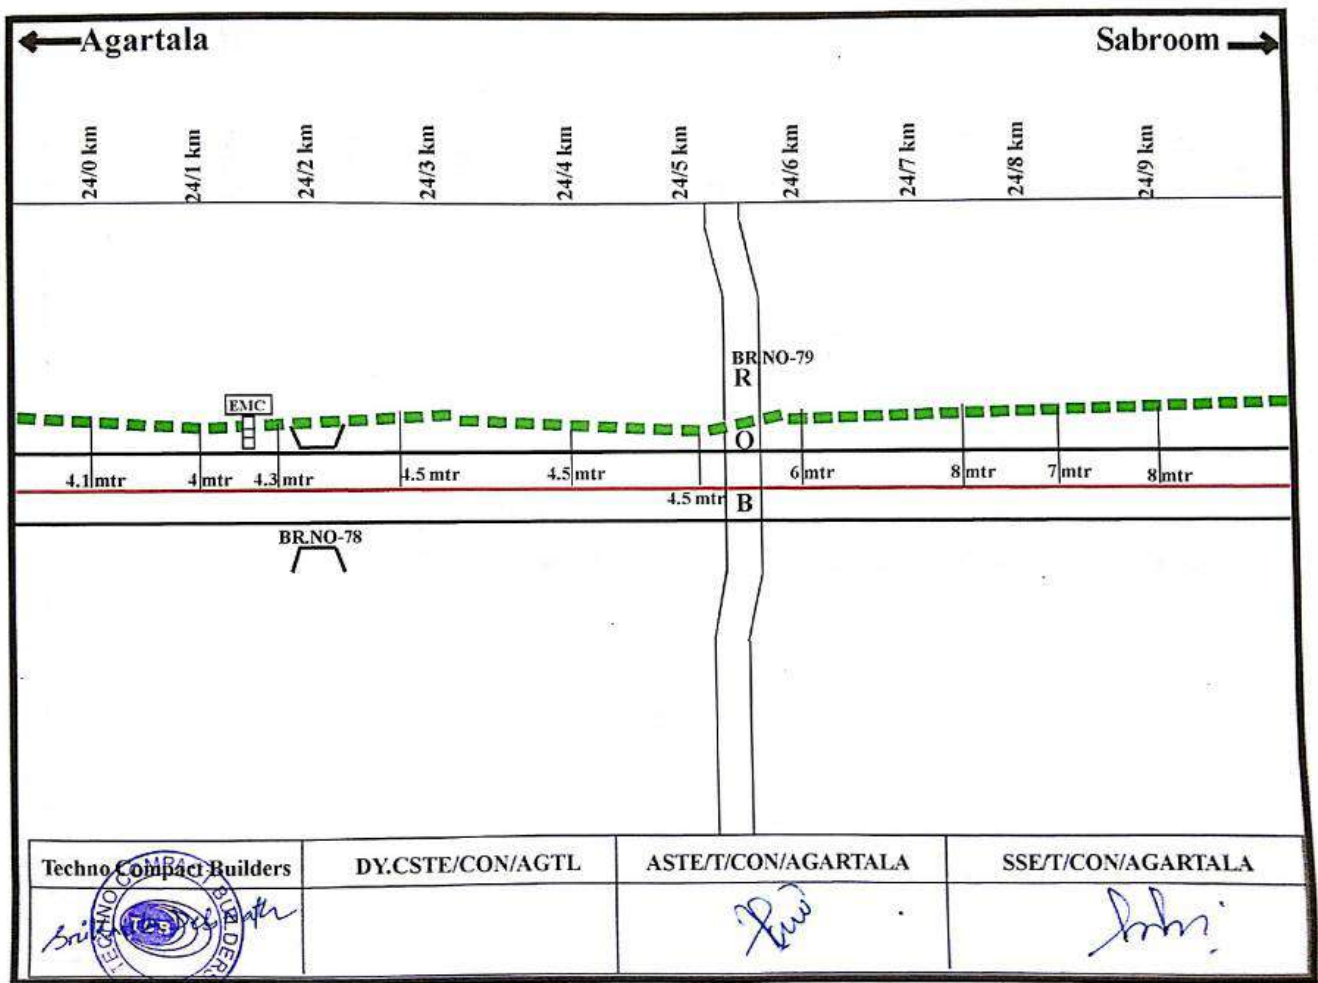 Agartala
Sabroom
24/0 km
24/1 km
24/2 km
24/3 km
24/4 km
24/5 km
24/6 km
24/7 km
24/8 km
24/9 km
BR.NO-79
R
EMC
O
4.1 mtr
4 mtr
4.3 mtr
4.5 mtr
4.5 mtr
4.5 mtr
6 mtr
8 mtr
7 mtr
8 mtr
B
BR.NO-78
Techno Compact Builders
DY.CSTE/CON/AGTL
ASTE/T/CON/AGARTALA
SSE/T/CON/AGARTALA
TECHNO COMPACT BUILDERS
TCB